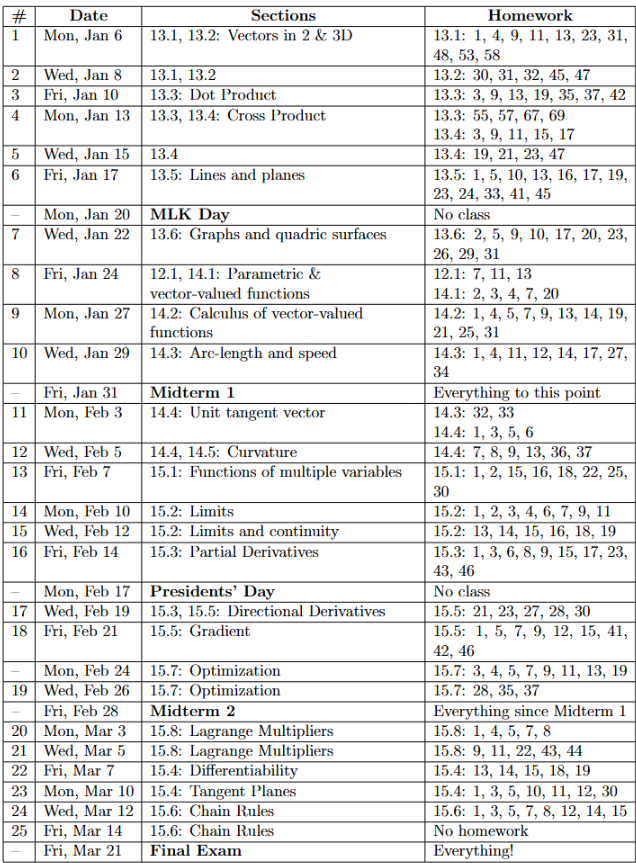 # Date Sections Homework
1 Mon, Jan 6 13.1, 13.2: Vectors in 2 & 3D 13.1: 1, 4, 9, 11, 13, 23, 31,
48, 53, 58
2 Wed, Jan 8 13.1, 13.2 13.2: 30, 31, 32, 45, 47
3 Fri, Jan 10 13.3: Dot Product 13.3: 3, 9, 13, 19, 35, 37, 42
4 Mon, Jan 13 13.3, 13.4: Cross Product 13.3: 55, 57, 67, 69
13.4: 3, 9, 11, 15, 17
5 Wed, Jan 15 13.4 13.4: 19, 21, 23, 47
6 Fri, Jan 17 13.5: Lines and planes 13.5: 1, 5, 10, 13, 16, 17, 19,
23, 24, 33, 41, 45
– Mon, Jan 20 MLK Day No class
7 Wed, Jan 22 13.6: Graphs and quadric surfaces 13.6: 2, 5, 9, 10, 17, 20, 23,
26, 29, 31
8 Fri, Jan 24 12.1, 14.1: Parametric & 12.1: 7, 11, 13
vector-valued functions 14.1: 2, 3, 4, 7, 20
9 Mon, Jan 27 14.2: Calculus of vector-valued 14.2: 1, 4, 5, 7, 9, 13, 14, 19,
functions 21, 25, 31
10 Wed, Jan 29 14.3: Arc-length and speed 14.3: 1, 4, 11, 12, 14, 17, 27,
34
– Fri, Jan 31 Midterm 1 Everything to this point
11 Mon, Feb 3 14.4: Unit tangent vector 14.3: 32, 33
14.4: 1, 3, 5, 6
12 Wed, Feb 5 14.4, 14.5: Curvature 14.4: 7, 8, 9, 13, 36, 37
13 Fri, Feb 7 15.1: Functions of multiple variables 15.1: 1, 2, 15, 16, 18, 22, 25,
30
14 Mon, Feb 10 15.2: Limits 15.2: 1, 2, 3, 4, 6, 7, 9, 11
15 Wed, Feb 12 15.2: Limits and continuity 15.2: 13, 14, 15, 16, 18, 19
16 Fri, Feb 14 15.3: Partial Derivatives 15.3: 1, 3, 6, 8, 9, 15, 17, 23,
43, 46
– Mon, Feb 17 Presidents' Day No class
17 Wed, Feb 19 15.3, 15.5: Directional Derivatives 15.5: 21, 23, 27, 28, 30
18 Fri, Feb 21 15.5: Gradient 15.5: 1, 5, 7, 9, 12, 15, 41,
42, 46
– Mon, Feb 24 15.7: Optimization 15.7: 3, 4, 5, 7, 9, 11, 13, 19
19 Wed, Feb 26 15.7: Optimization 15.7: 28, 35, 37
– Fri, Feb 28 Midterm 2 Everything since Midterm 1
20 Mon, Mar 3 15.8: Lagrange Multipliers 15.8: 1, 4, 5, 7, 8
21 Wed, Mar 5 15.8: Lagrange Multipliers 15.8: 9, 11, 22, 43, 44
22 Fri, Mar 7 15.4: Differentiability 15.4: 13, 14, 15, 18, 19
23 Mon, Mar 10 15.4: Tangent Planes 15.4: 1, 3, 5, 10, 11, 12, 30
24 Wed, Mar 12 15.6: Chain Rules 15.6: 1, 3, 5, 7, 8, 12, 14, 15
25 Fri, Mar 14 15.6: Chain Rules No homework
– Fri, Mar 21 Final Exam Everything!